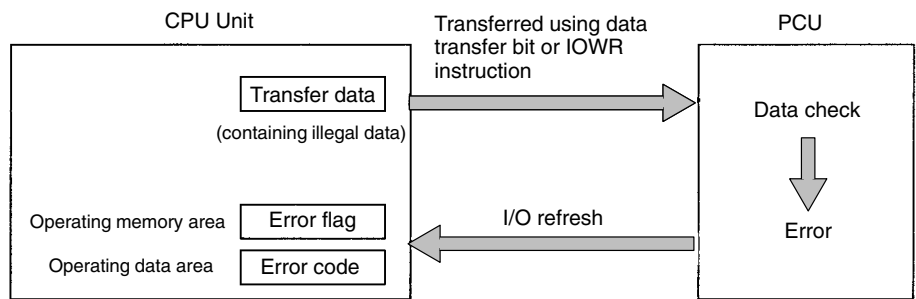 CPU Unit
Transferred using data
transfer bit or IOWR
instruction
PCU
Transfer data
(containing illegal data)
Data check
Operating memory area
Error flag
I/O refresh
Error
Operating data area
Error code